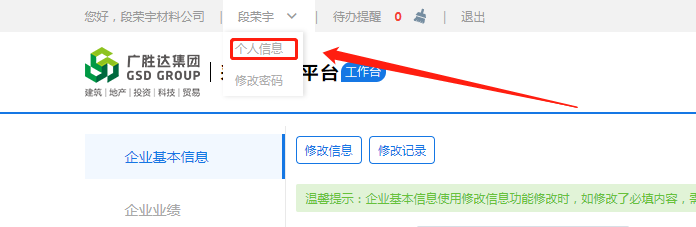 您好，段荣宇材料公司 | 段荣宇 | 待办提醒 0 | 退出
个人信息
修改密码
广胜达集团
GSD GROUP
建筑｜地产｜投资｜科技｜贸易
平台 工作台
企业基本信息
修改信息 修改记录
温馨提示：企业基本信息使用修改信息功能修改时，如修改了必填内容，
企业业绩